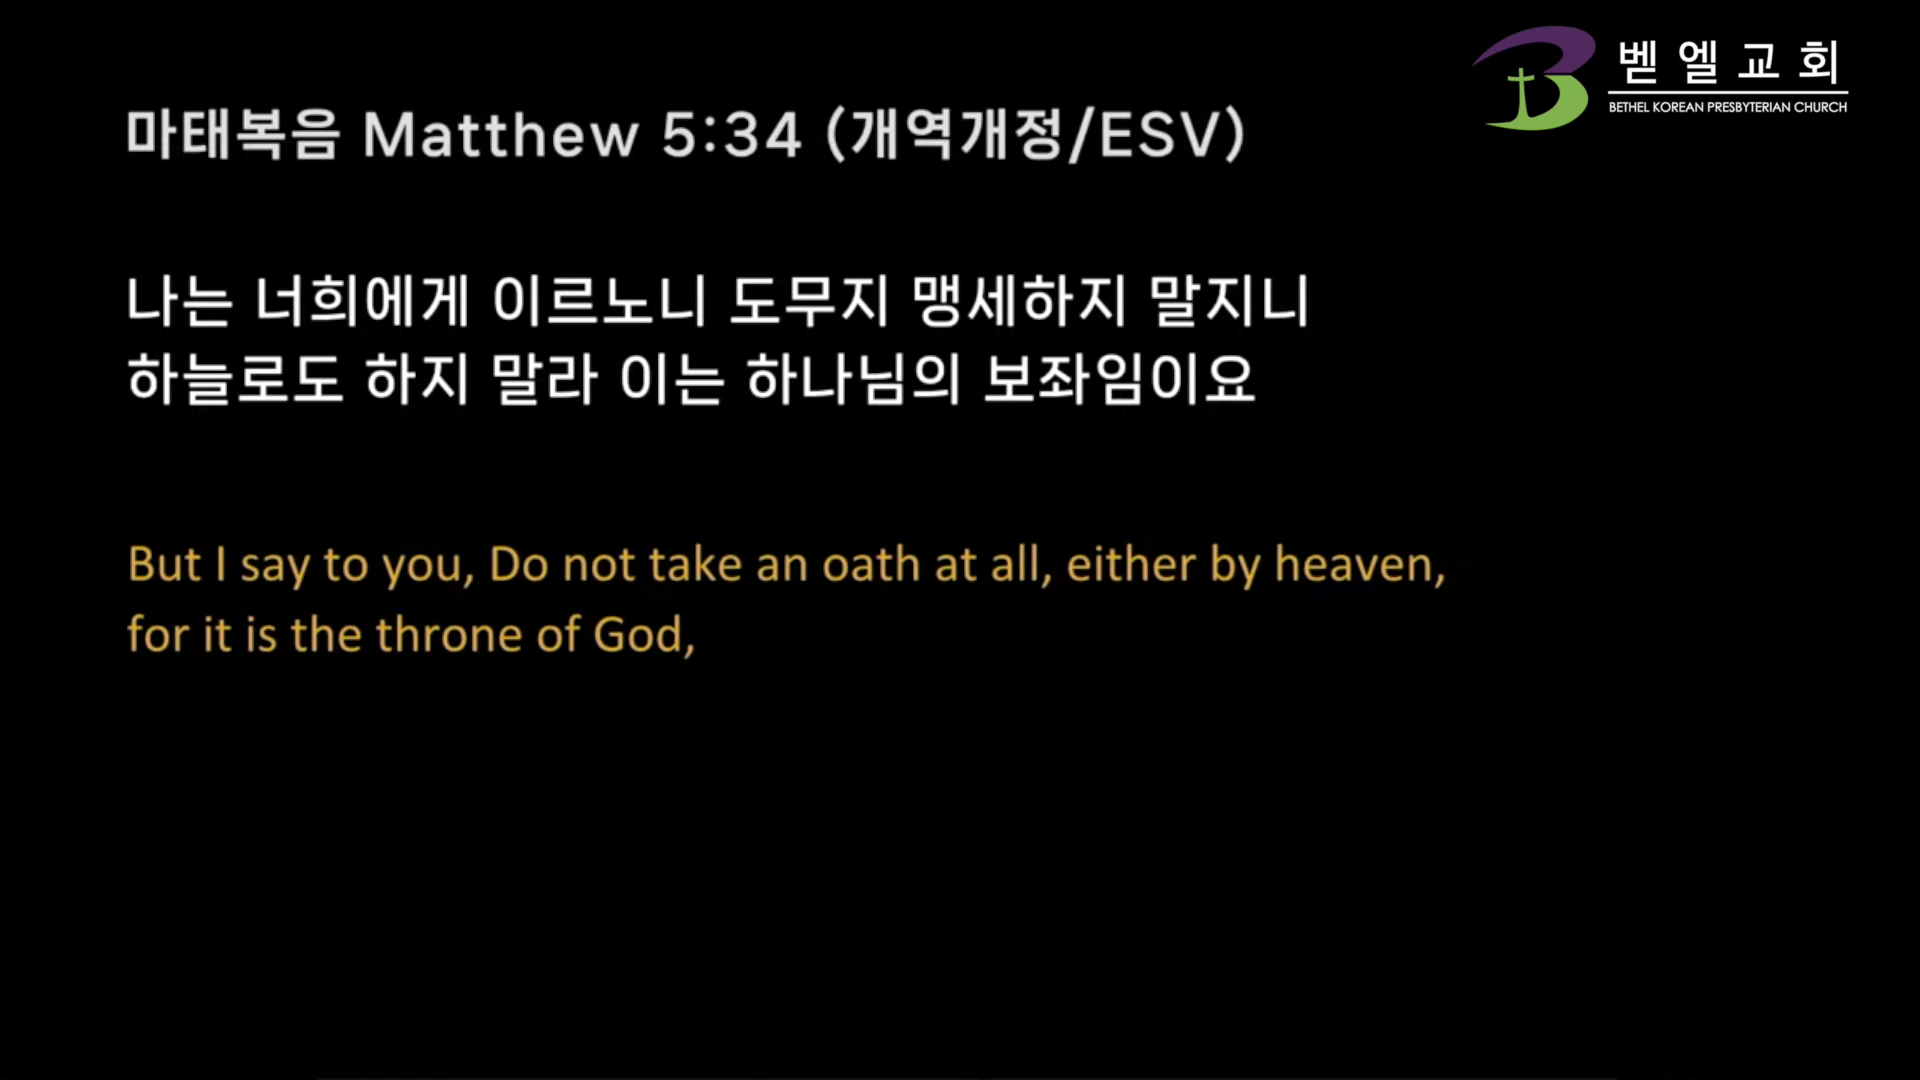 벧엘교회
BETHEL KOREAN PRESBYTERIAN CHURCH
마태복음 Matthew 5:34 (개역개정/ESV)
나는 너희에게 이르노니 도무지 맹세하지 말지니
하늘로도 하지 말라 이는 하나님의 보좌임이요
But I say to you, Do not take an oath at all, either by heaven,
for it is the throne of God,